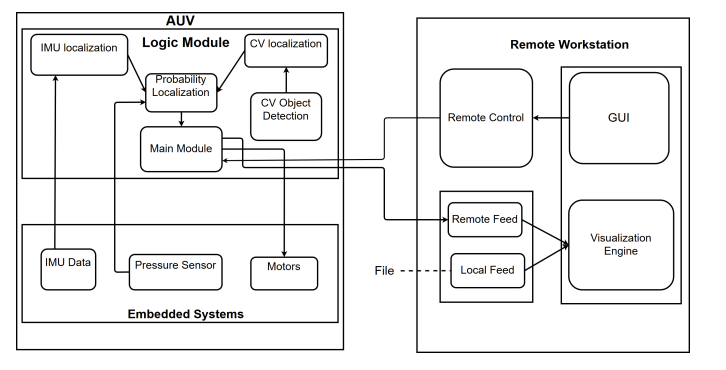 AUV
Logic Module
IMU localization
CV localization
Probability
Localization
CV Object
Detection
Main Module
IMU Data
Pressure Sensor
Motors
Embedded Systems
Remote Workstation
Remote Control
GUI
Remote Feed
Visualization
Engine
File
Local Feed